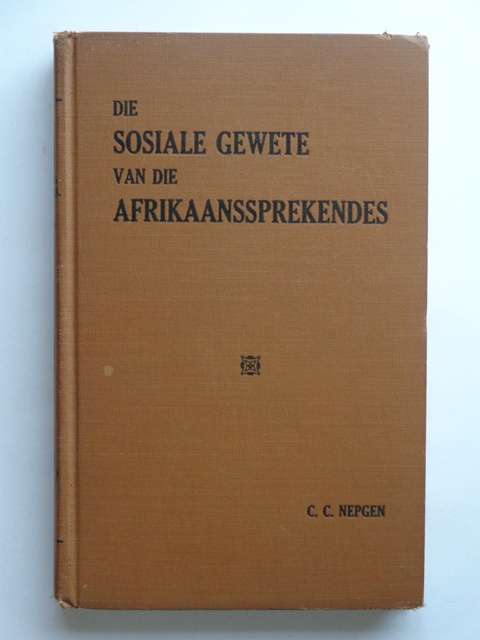 DIE
SOSIALE GEWETE
VAN DIE
AFRIKAANSSPREKENDES
C. C. NEPGEN